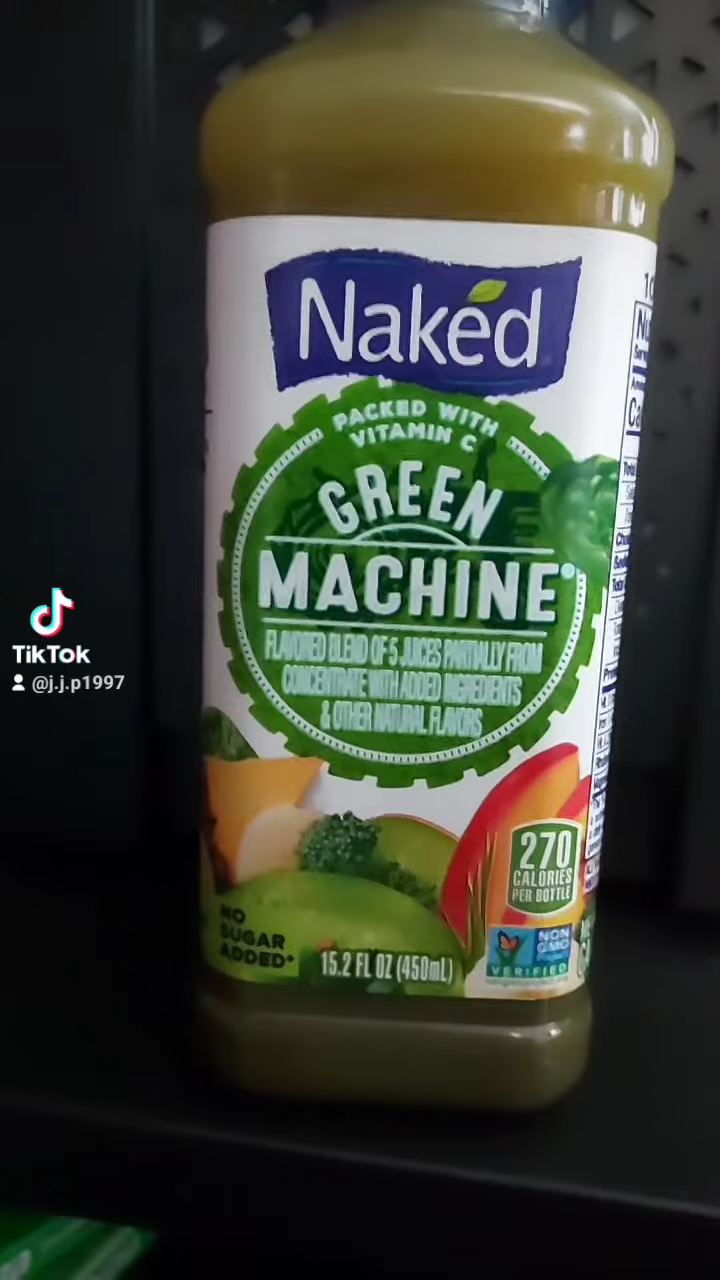 Naked
PACKED WITH
VITAMIN C
GREEN
MACHINE®
FLAVORED BLEND OF 5 JUICES PARTIALLY FROM
CONCENTRATE WITH ADDED INGREDIENTS
& OTHER NATURAL FLAVORS
TikTok
@j.j.p1997
270
CALORIES
PER BOTTLE
NO
SUGAR
ADDED*
15.2 FL OZ (450mL)
NON
GMO
VERIFIED